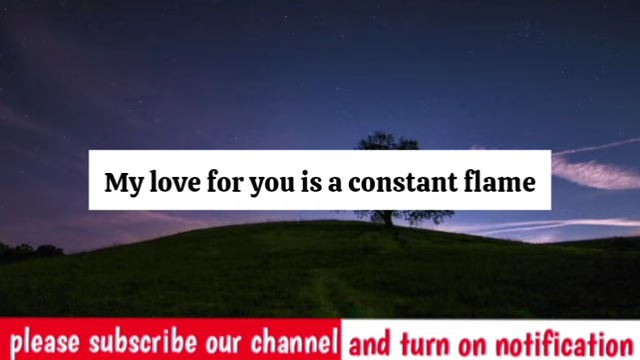 My love for you is a constant flame
please subscribe our channel and turn on notification